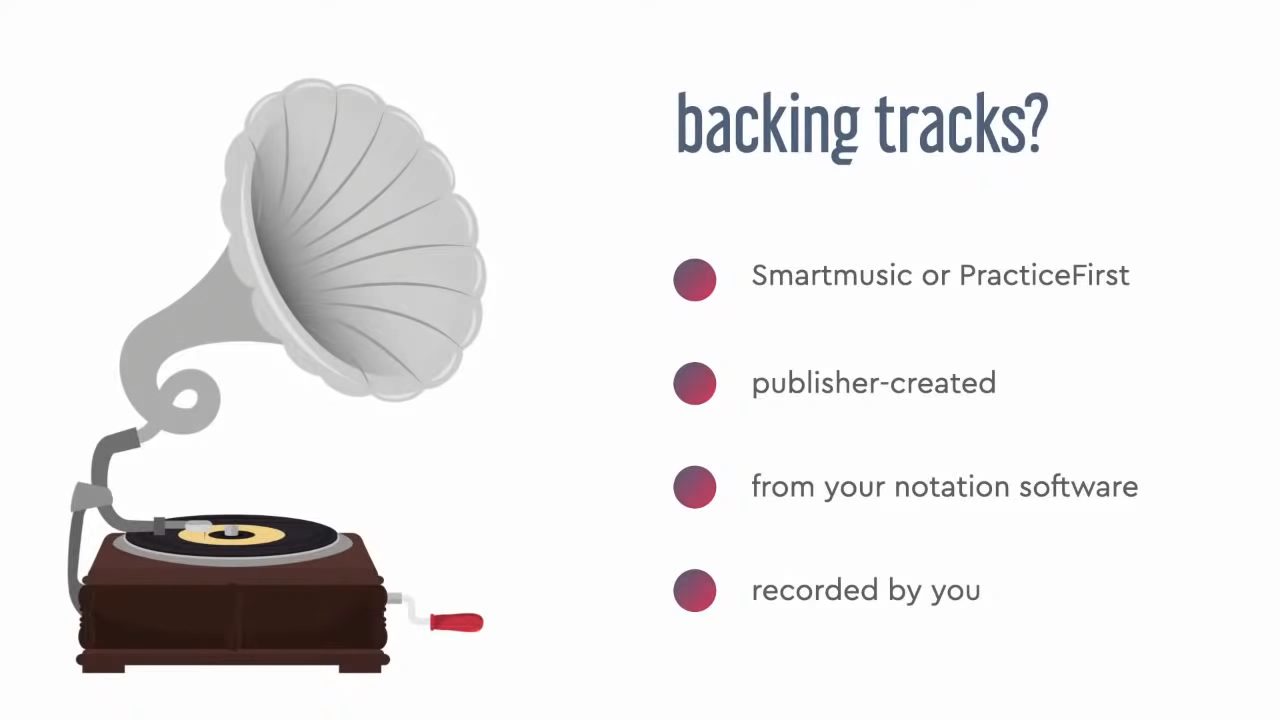 backing tracks?
Smartmusic or PracticeFirst
publisher-created
from your notation software
recorded by you